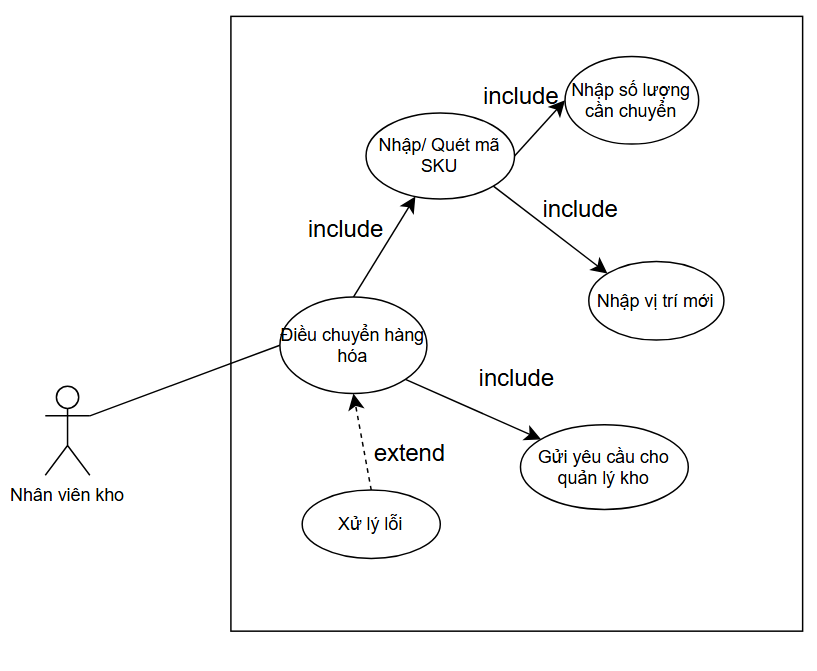 include
Nhập số lượng
cần chuyển
Nhập/ Quét mã
SKU
include
include
Nhập vị trí mới
Điều chuyển hàng
hóa
include
extend
Gửi yêu cầu cho
quản lý kho
Nhân viên kho
Xử lý lỗi